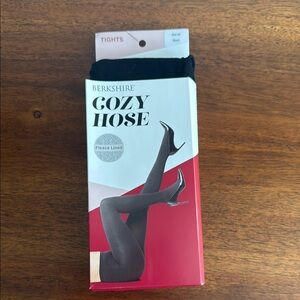 TIGHTS
BERKSHIRE
COZY
HOSE
Fleece Lined